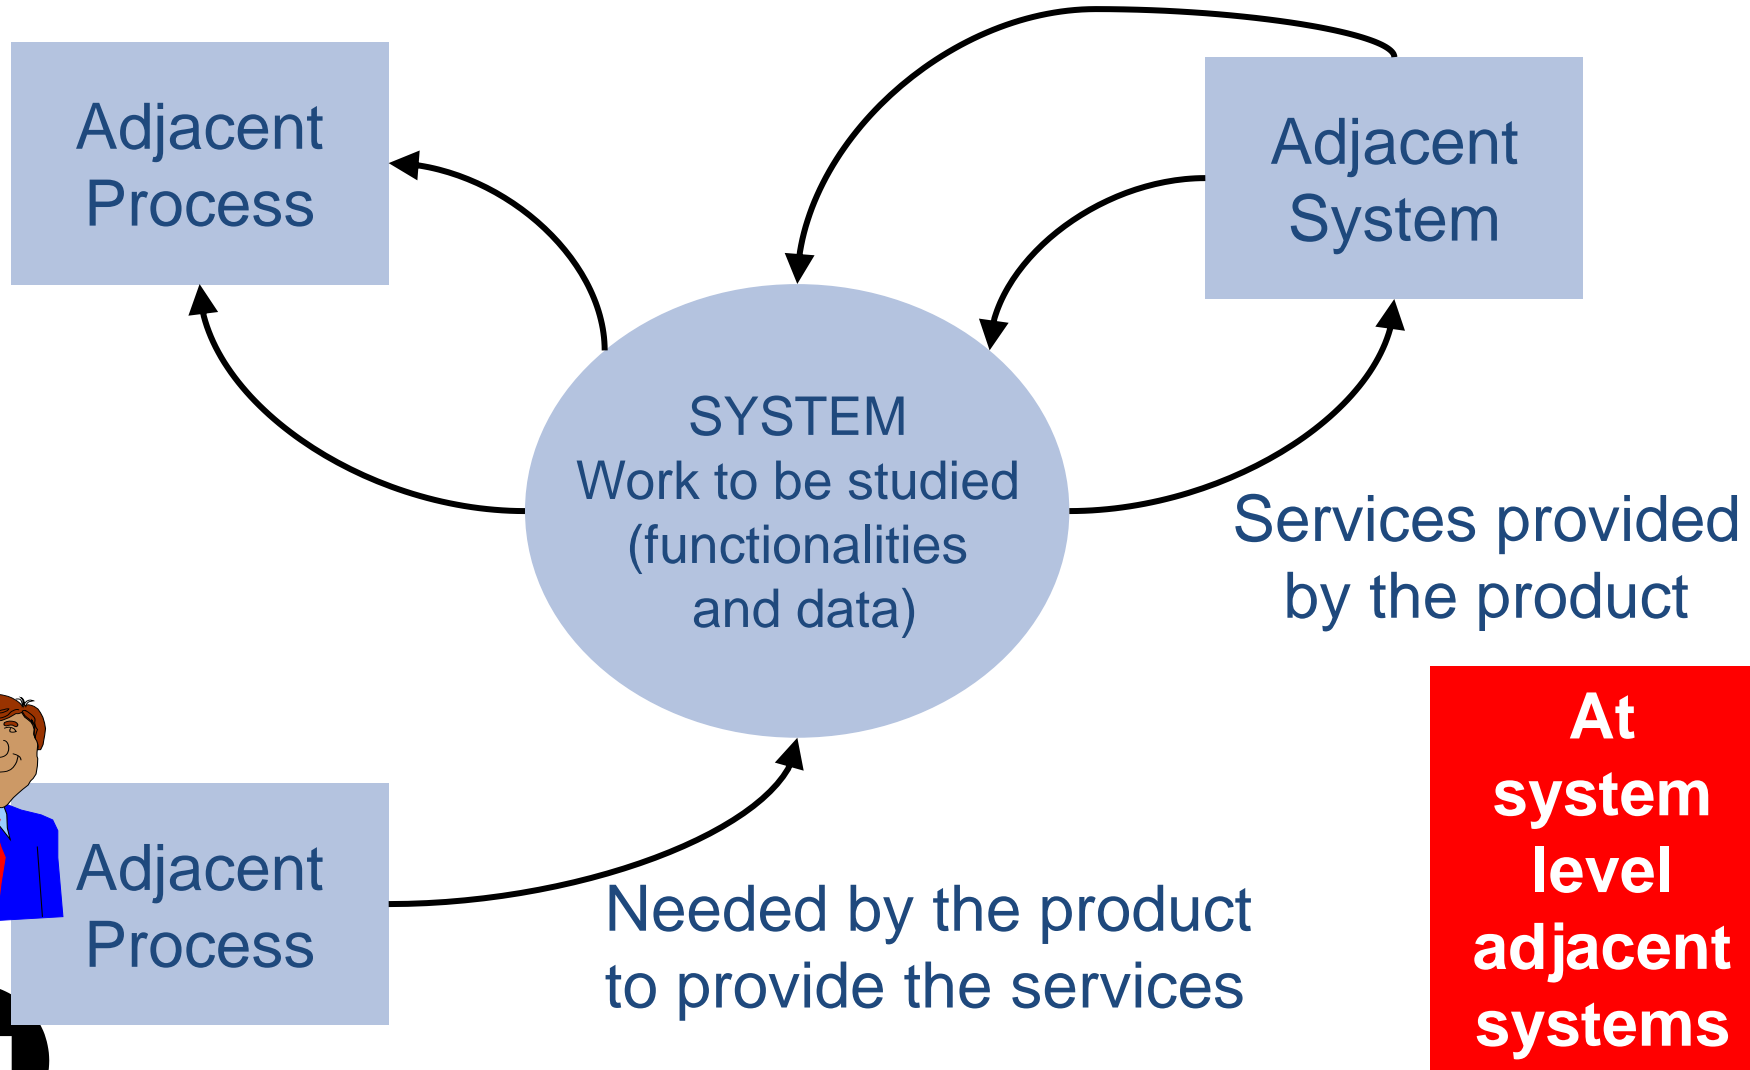 Adjacent
Process
Adjacent
System
SYSTEM
Work to be studied
(functionalities
and data)
Services provided
by the product
Adjacent
Process
Needed by the product
to provide the services
At
system
level
adjacent
systems